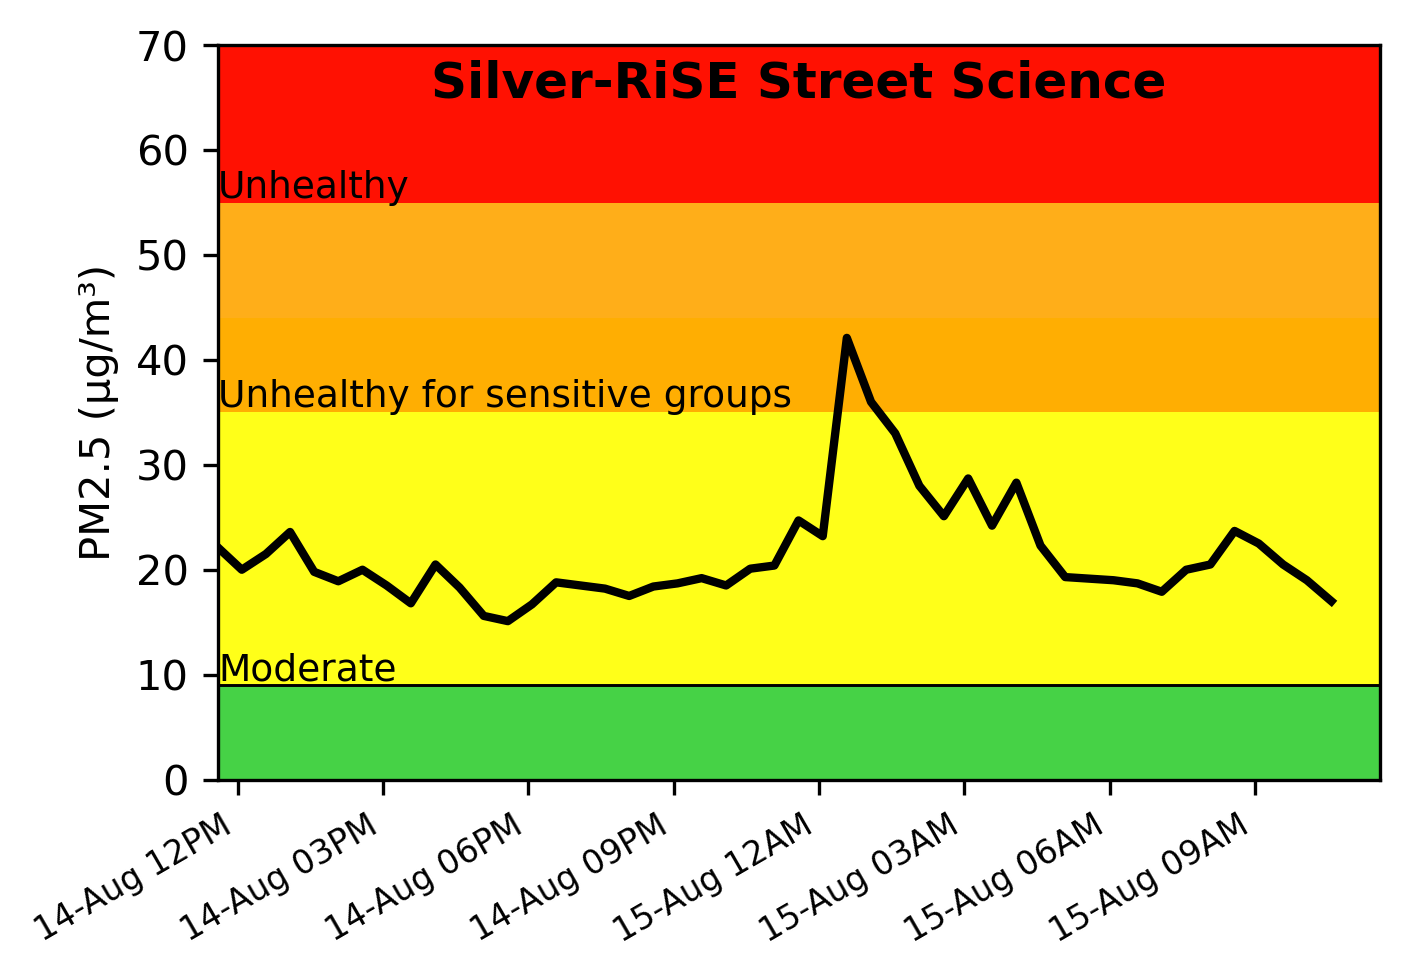 Silver-RiSE Street Science
70
60
Unhealthy
50
40
Unhealthy for sensitive groups
30
20
Moderate
10
0
PM2.5 (µg/m³)
14-Aug 12PM
14-Aug 03PM
14-Aug 06PM
14-Aug 09PM
15-Aug 12AM
15-Aug 03AM
15-Aug 06AM
15-Aug 09AM